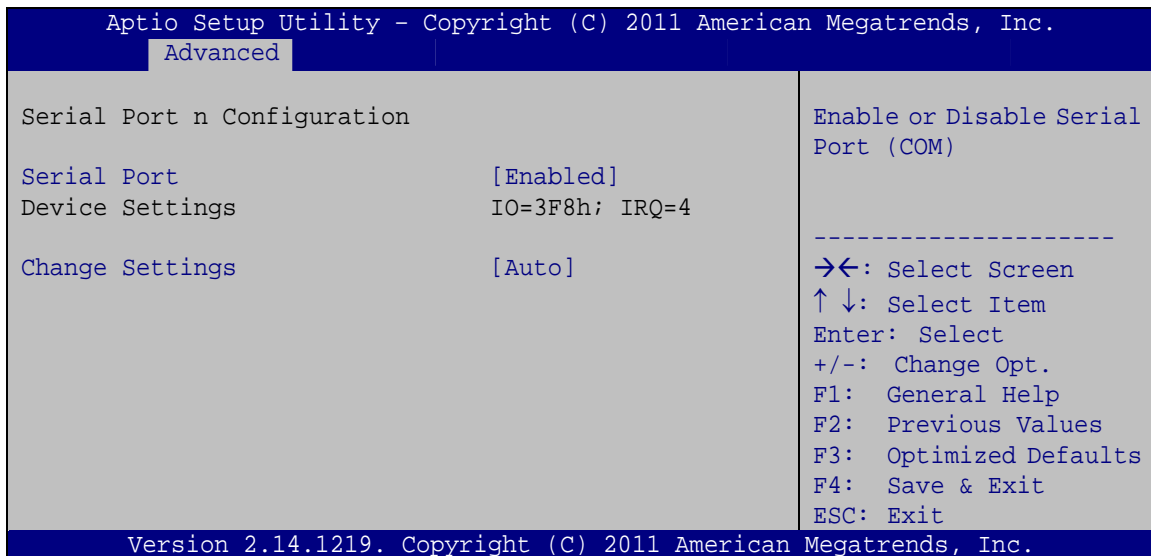 Aptio Setup Utility – Copyright (C) 2011 American Megatrends, Inc.
Advanced
Serial Port n Configuration
Serial Port [Enabled]
Device Settings IO=3F8h; IRQ=4
Change Settings [Auto]
Enable or Disable Serial
Port (COM)
---------------------
→←: Select Screen
↑ ↓: Select Item
Enter: Select
+/-: Change Opt.
F1: General Help
F2: Previous Values
F3: Optimized Defaults
F4: Save & Exit
ESC: Exit
Version 2.14.1219. Copyright (C) 2011 American Megatrends, Inc.